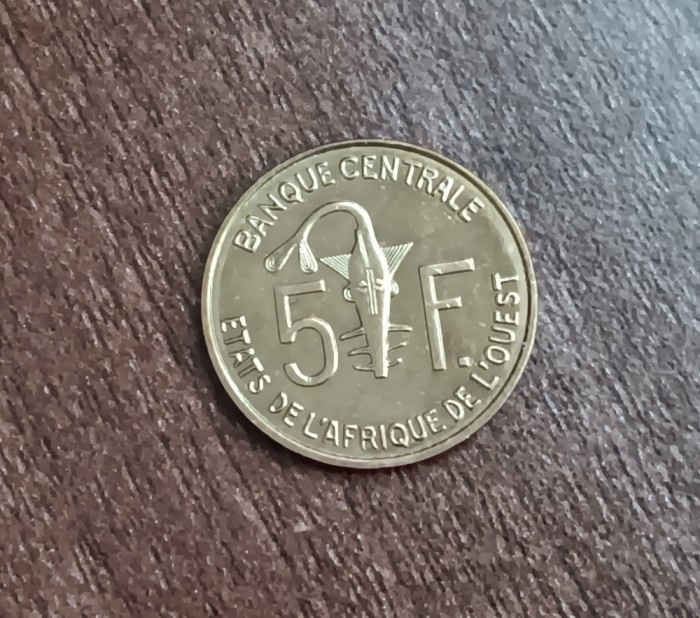 BANQUE CENTRALE
5 F.
ETATS DE L'AFRIQUE DE L'OUEST